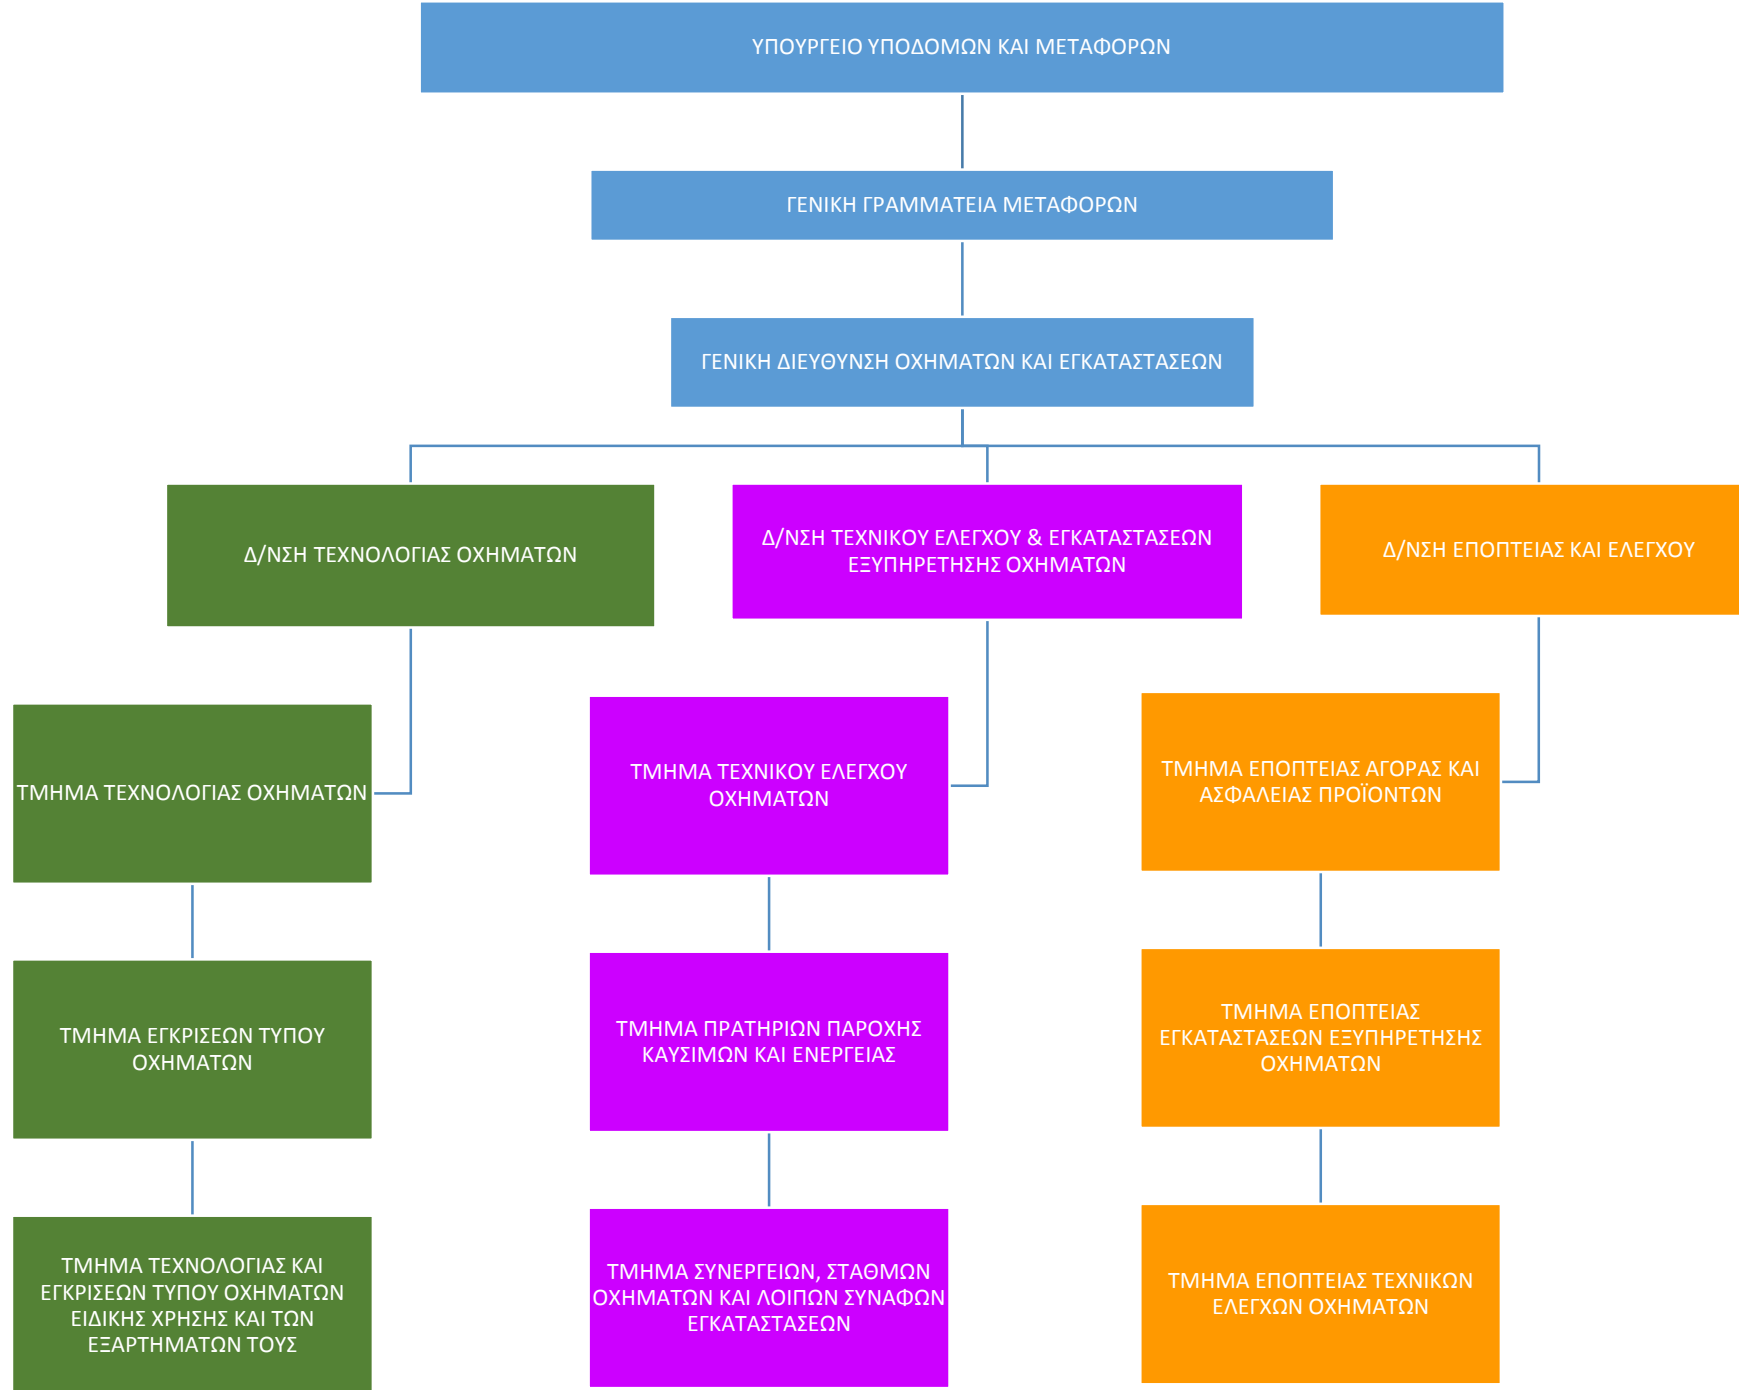 ΥΠΟΥΡΓΕΙΟ ΥΠΟΔΟΜΩΝ ΚΑΙ ΜΕΤΑΦΟΡΩΝ
ΓΕΝΙΚΗ ΓΡΑΜΜΑΤΕΙΑ ΜΕΤΑΦΟΡΩΝ
ΓΕΝΙΚΗ ΔΙΕΥΘΥΝΣΗ ΟΧΗΜΑΤΩΝ ΚΑΙ ΕΓΚΑΤΑΣΤΑΣΕΩΝ
Δ/ΝΣΗ ΤΕΧΝΟΛΟΓΙΑΣ ΟΧΗΜΑΤΩΝ
Δ/ΝΣΗ ΤΕΧΝΙΚΟΥ ΕΛΕΓΧΟΥ & ΕΓΚΑΤΑΣΤΑΣΕΩΝ
ΕΞΥΠΗΡΕΤΗΣΗΣ ΟΧΗΜΑΤΩΝ
Δ/ΝΣΗ ΕΠΟΠΤΕΙΑΣ ΚΑΙ ΕΛΕΓΧΟΥ
ΤΜΗΜΑ ΤΕΧΝΟΛΟΓΙΑΣ ΟΧΗΜΑΤΩΝ
ΤΜΗΜΑ ΤΕΧΝΙΚΟΥ ΕΛΕΓΧΟΥ
ΟΧΗΜΑΤΩΝ
ΤΜΗΜΑ ΕΠΟΠΤΕΙΑΣ ΑΓΟΡΑΣ ΚΑΙ
ΑΣΦΑΛΕΙΑΣ ΠΡΟΪΟΝΤΩΝ
ΤΜΗΜΑ ΕΓΚΡΙΣΕΩΝ ΤΥΠΟΥ
ΟΧΗΜΑΤΩΝ
ΤΜΗΜΑ ΠΡΑΤΗΡΙΩΝ ΠΑΡΟΧΗΣ
ΚΑΥΣΙΜΩΝ ΚΑΙ ΕΝΕΡΓΕΙΑΣ
ΤΜΗΜΑ ΕΠΟΠΤΕΙΑΣ
ΕΓΚΑΤΑΣΤΑΣΕΩΝ ΕΞΥΠΗΡΕΤΗΣΗΣ
ΟΧΗΜΑΤΩΝ
ΤΜΗΜΑ ΤΕΧΝΟΛΟΓΙΑΣ ΚΑΙ
ΕΓΚΡΙΣΕΩΝ ΤΥΠΟΥ ΟΧΗΜΑΤΩΝ
ΕΙΔΙΚΗΣ ΧΡΗΣΗΣ ΚΑΙ ΤΩΝ
ΕΞΑΡΤΗΜΑΤΩΝ ΤΟΥΣ
ΤΜΗΜΑ ΣΥΝΕΡΓΕΙΩΝ, ΣΤΑΘΜΩΝ
ΟΧΗΜΑΤΩΝ ΚΑΙ ΛΟΙΠΩΝ ΣΥΝΑΦΩΝ
ΕΓΚΑΤΑΣΤΑΣΕΩΝ
ΤΜΗΜΑ ΕΠΟΠΤΕΙΑΣ ΤΕΧΝΙΚΩΝ
ΕΛΕΓΧΩΝ ΟΧΗΜΑΤΩΝ